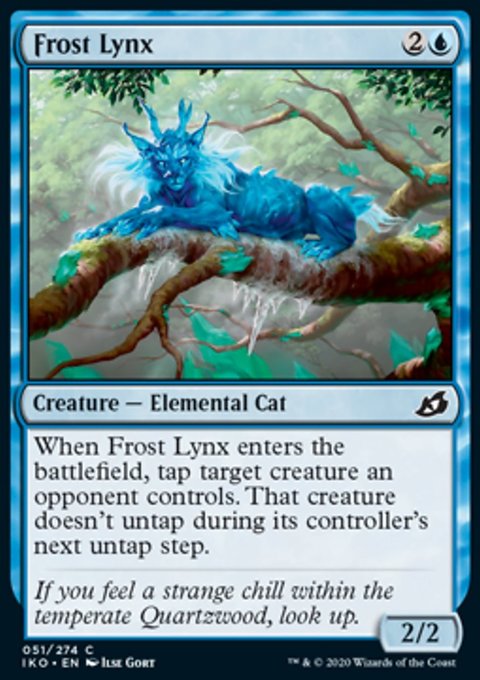 Frost Lynx 2
Creature — Elemental Cat
When Frost Lynx enters the
battlefield, tap target creature an
opponent controls. That creature
doesn't untap during its controller's
next untap step.
If you feel a strange chill within the
temperate Quartzwood, look up.
2/2
051/274 C
IKO • EN Ilse Gort
™ & © 2020 Wizards of the Coast